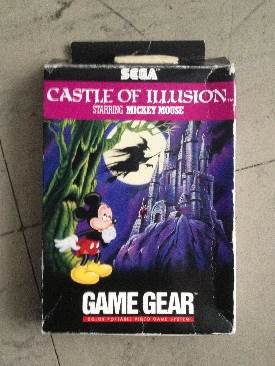 SEGA
CASTLE OF ILLUSION
STARRING MICKEY MOUSE
GAME GEAR
COLOR PORTABLE VIDEO GAME SYSTEM